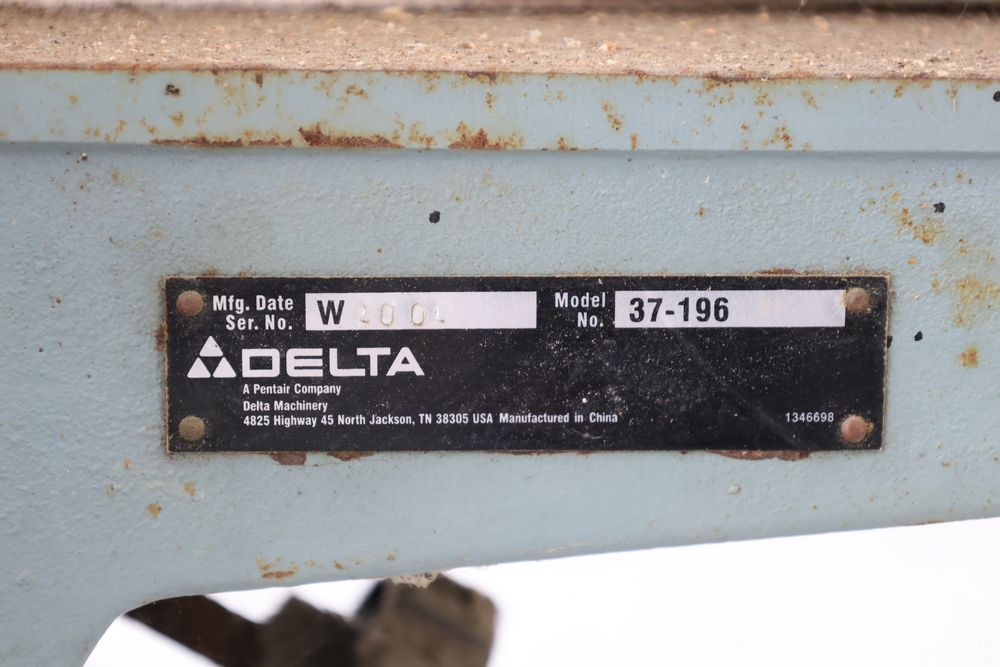 Mfg. Date
Ser. No.
W
Model
No.
37-196
DELTA
A Pentair Company
Delta Machinery
4825 Highway 45 North Jackson, TN 38305 USA Manufactured in China
1346698